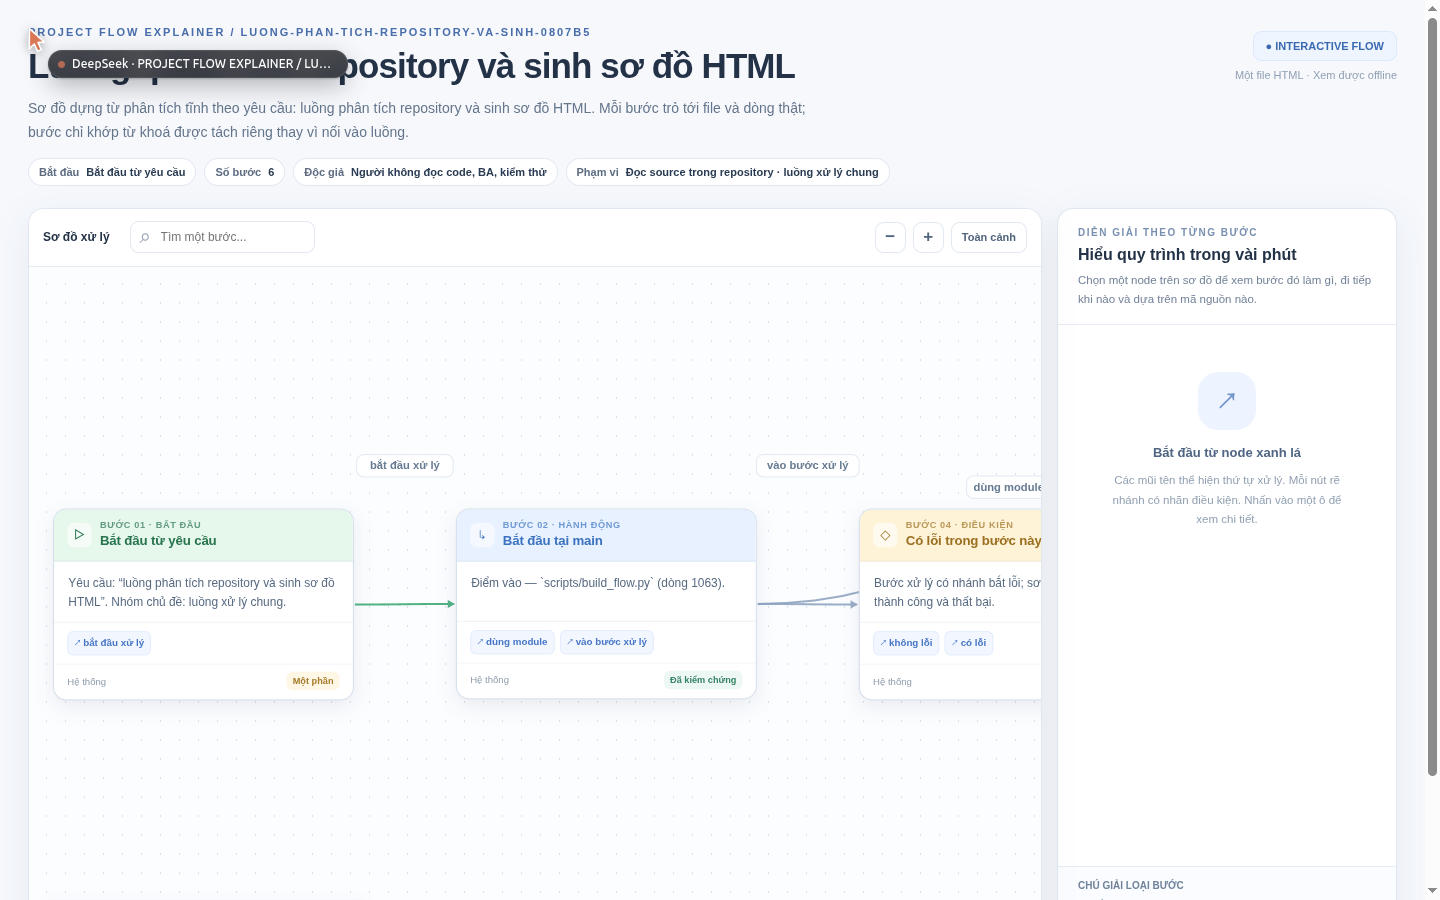 PROJECT FLOW EXPLAINER / LUONG-PHAN-TICH-REPOSITORY-VA-SINH-0807B5
DeepSeek · PROJECT FLOW EXPLAINER / LU...
pository và sinh sơ đồ HTML
● INTERACTIVE FLOW
Một file HTML · Xem được offline
Sơ đồ dựng từ phân tích tĩnh theo yêu cầu: luồng phân tích repository và sinh sơ đồ HTML. Mỗi bước trỏ tới file và dòng thật;
bước chỉ khớp từ khoá được tách riêng thay vì nối vào luồng.
Bắt đầu Bắt đầu từ yêu cầu
Số bước 6
Độc giả Người không đọc code, BA, kiểm thử
Phạm vi Đọc source trong repository · luồng xử lý chung
Sơ đồ xử lý
Tìm một bước...
− + Toàn cảnh
bắt đầu xử lý
vào bước xử lý
dùng module
BƯỚC 01 · BẮT ĐẦU
Bắt đầu từ yêu cầu
Yêu cầu: “luồng phân tích repository và sinh sơ đồ
HTML”. Nhóm chủ đề: luồng xử lý chung.
↗ bắt đầu xử lý
Hệ thống
Một phần
BƯỚC 02 · HÀNH ĐỘNG
Bắt đầu tại main
Điểm vào — `scripts/build_flow.py` (dòng 1063).
↗ dùng module ↗ vào bước xử lý
Hệ thống
Đã kiểm chứng
BƯỚC 04 · ĐIỀU KIỆN
Có lỗi trong bước này
Bước xử lý có nhánh bắt lỗi; sơ
thành công và thất bại.
↗ không lỗi ↗ có lỗi
Hệ thống
DIỄN GIẢI THEO TỪNG BƯỚC
Hiểu quy trình trong vài phút
Chọn một node trên sơ đồ để xem bước đó làm gì, đi tiếp
khi nào và dựa trên mã nguồn nào.
Bắt đầu từ node xanh lá
Các mũi tên thể hiện thứ tự xử lý. Mỗi nút rẽ
nhánh có nhãn điều kiện. Nhấn vào một ô để
xem chi tiết.
CHÚ GIẢI LOẠI BƯỚC